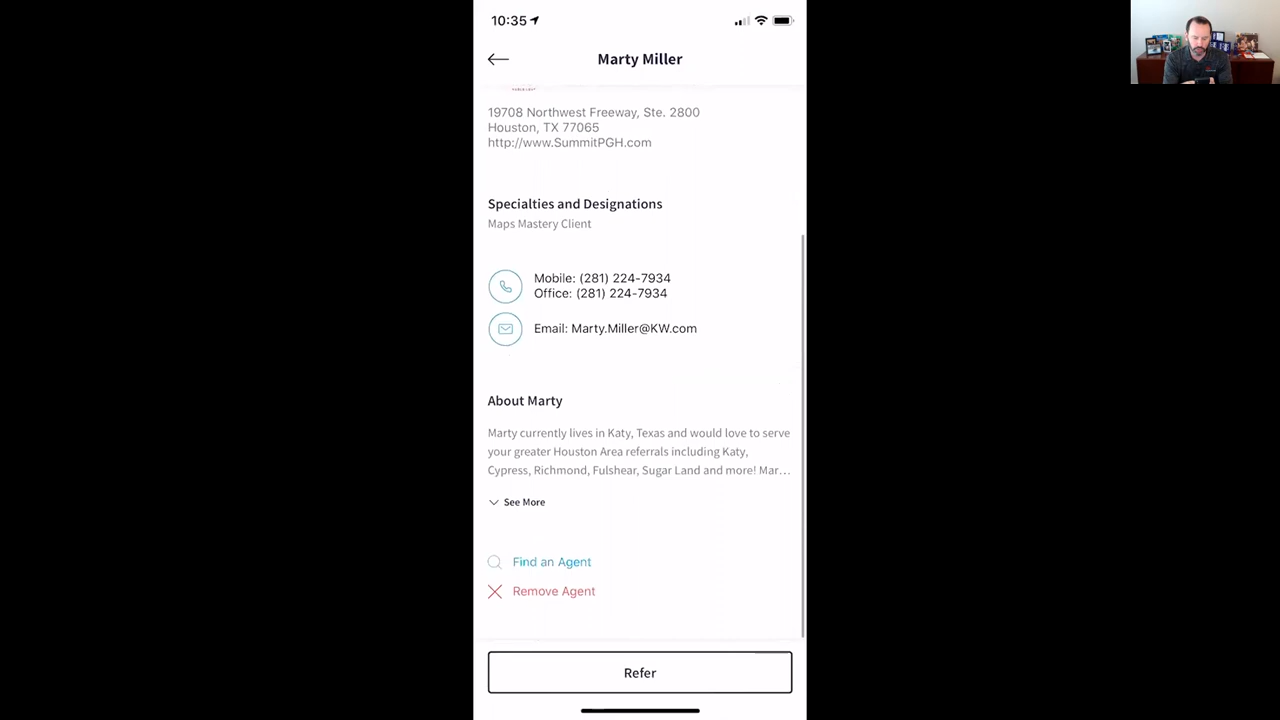 10:35
Marty Miller
19708 Northwest Freeway, Ste. 2800
Houston, TX 77065
http://www.SummitPGH.com
Specialties and Designations
Maps Mastery Client
Mobile: (281) 224-7934
Office: (281) 224-7934
Email: Marty.Miller@KW.com
About Marty
Marty currently lives in Katy, Texas and would love to serve
your greater Houston Area referrals including Katy,
Cypress, Richmond, Fulshear, Sugar Land and more! Mar...
See More
Find an Agent
Remove Agent
Refer